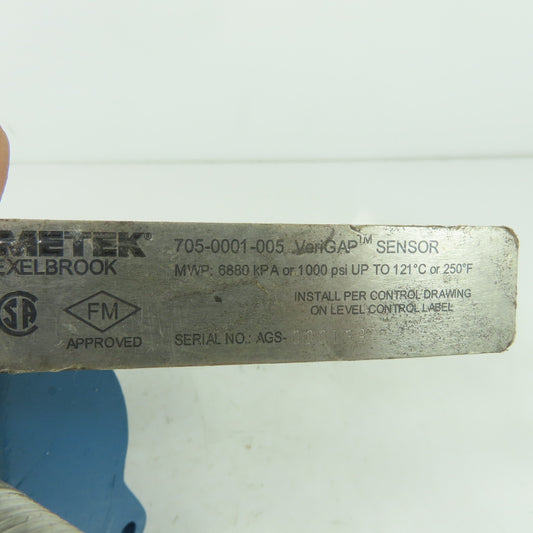 METEK® 705-0001-005 VeriGAP™ SENSOR
EXELBROOK MWP: 6880 kPA or 1000 psi UP TO 121°C or 250°F
INSTALL PER CONTROL DRAWING
ON LEVEL CONTROL LABEL
SA FM
APPROVED SERIAL NO.: AGS-